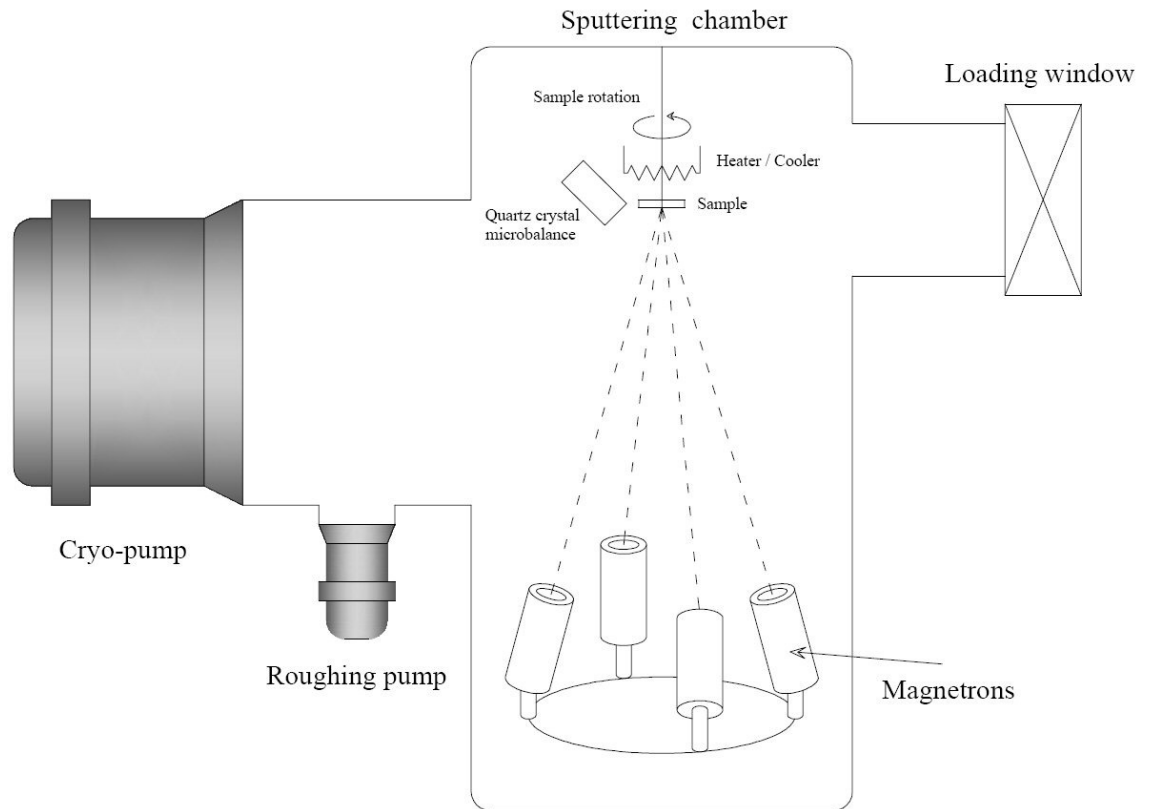 Sputtering chamber
Loading window
Sample rotation
Heater / Cooler
Sample
Quartz crystal
microbalance
Cryo-pump
Roughing pump
Magnetrons